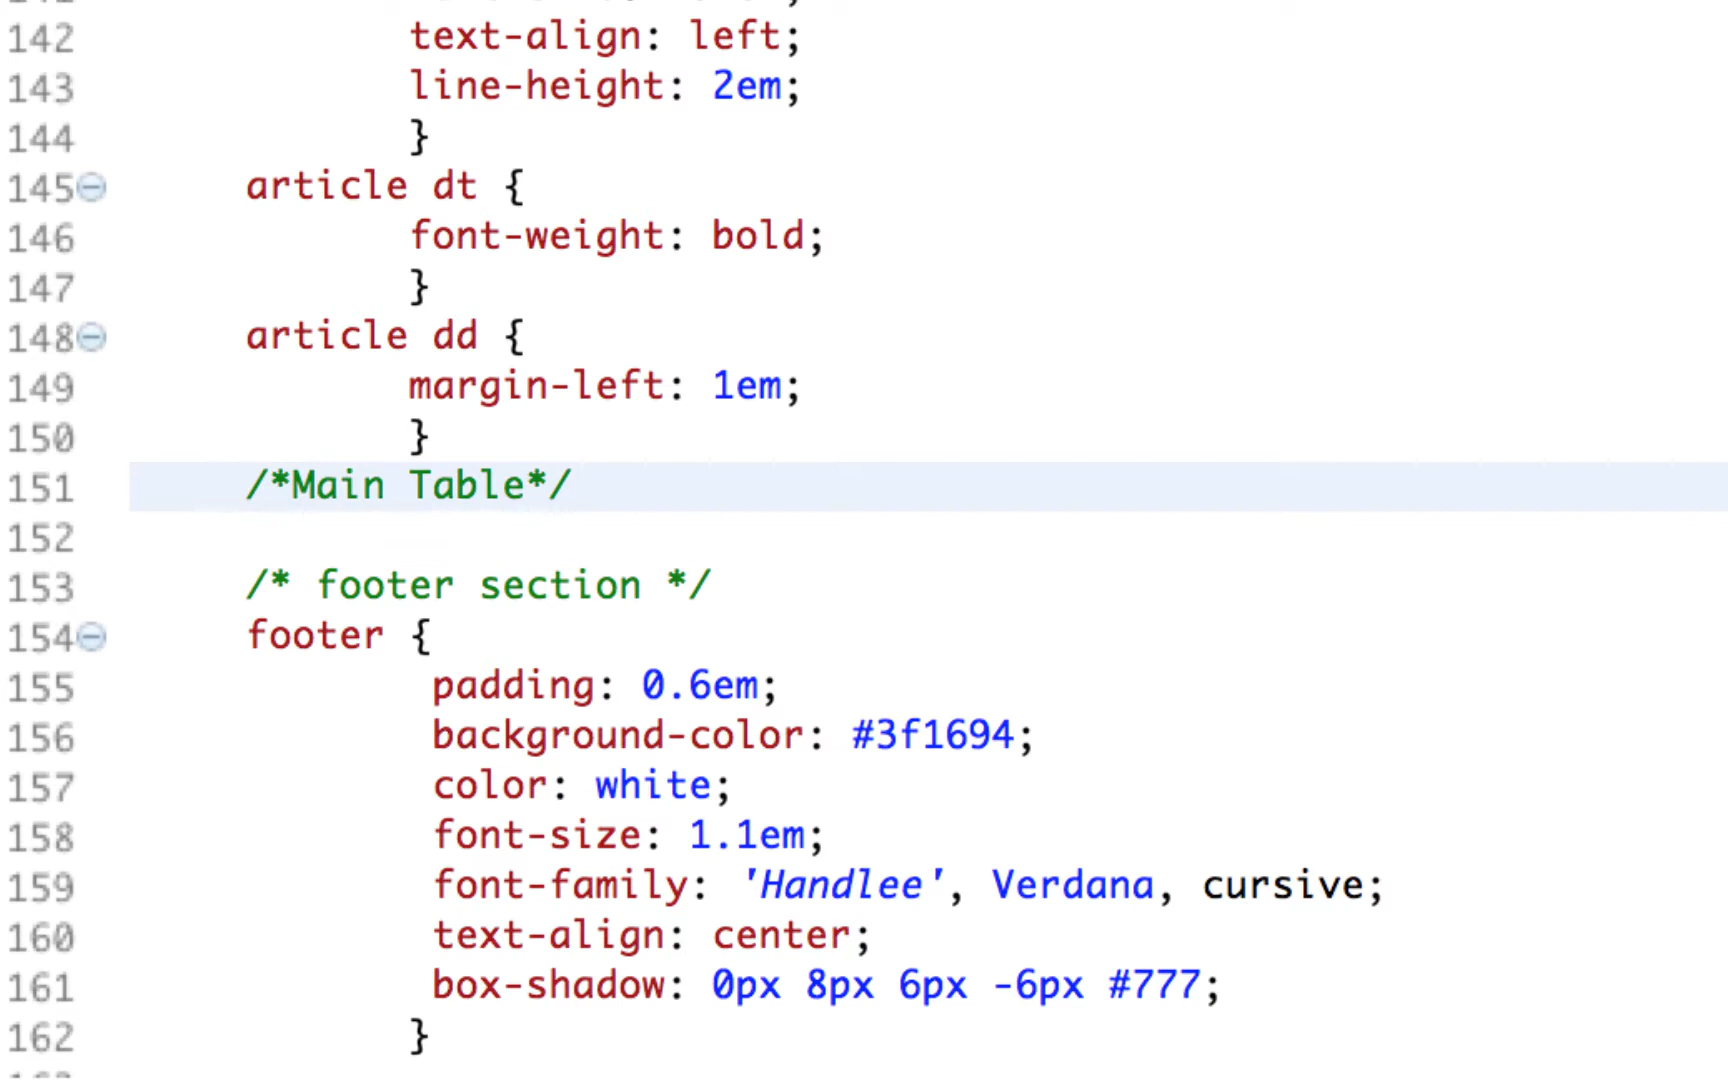 142 text-align: left;
143 line-height: 2em;
144 }
145 article dt {
146 font-weight: bold;
147 }
148 article dd {
149 margin-left: 1em;
150 }
151 /*Main Table*/
152
153 /* footer section */
154 footer {
155 padding: 0.6em;
156 background-color: #3f1694;
157 color: white;
158 font-size: 1.1em;
159 font-family: 'Handlee', Verdana, cursive;
160 text-align: center;
161 box-shadow: 0px 8px 6px -6px #777;
162 }